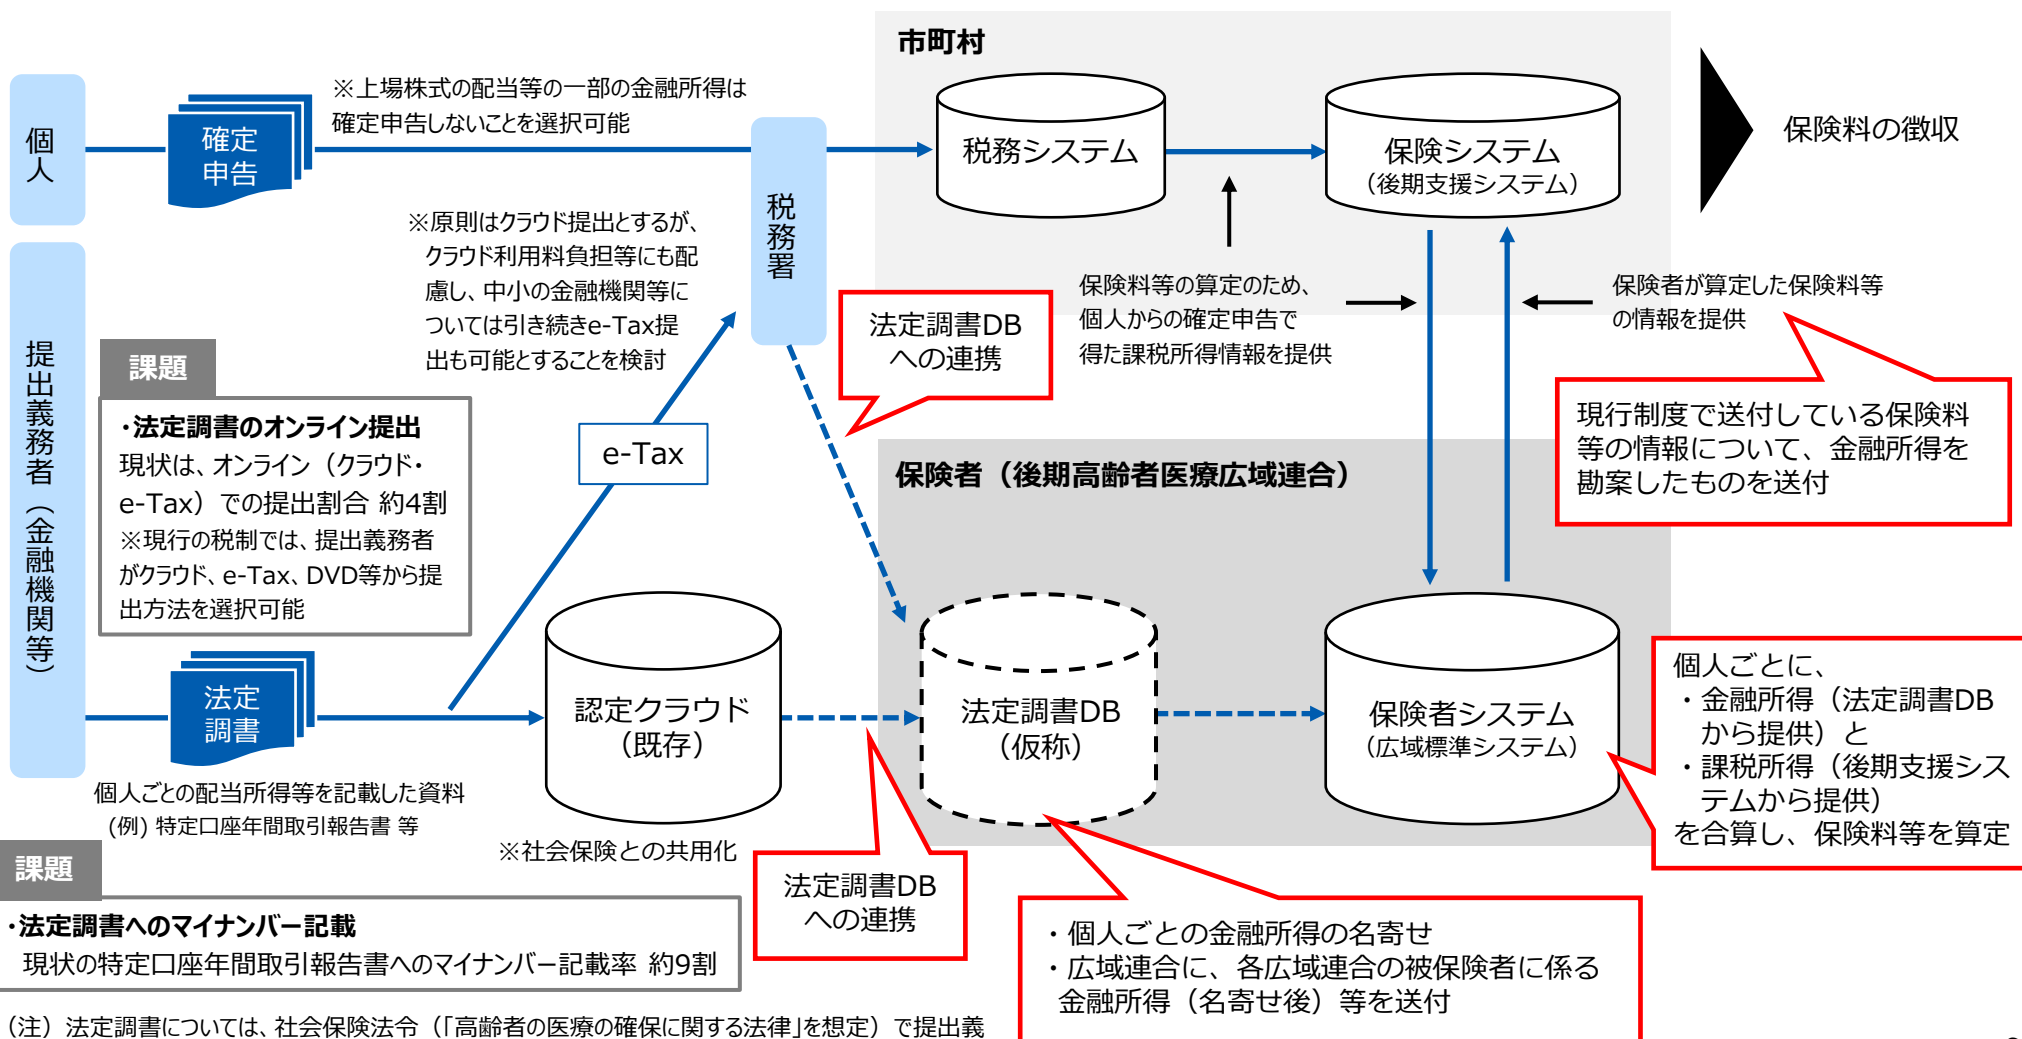 市町村
個人
確定
申告
※上場株式の配当等の一部の金融所得は
確定申告しないことを選択可能
税務署
税務システム
保険システム
（後期支援システム）
保険料の徴収
※原則はクラウド提出とするが、
クラウド利用料負担等にも配
慮し、中小の金融機関等に
ついては引き続きe-Tax提
出も可能とすることを検討
法定調書DB
への連携
保険料等の算定のため、
個人からの確定申告で
得た課税所得情報を提供
保険者が算定した保険料等
の情報を提供
提出義務者（金融機関等）
課題
・法定調書のオンライン提出
現状は、オンライン（クラウド・
e-Tax）での提出割合 約4割
※現行の税制では、提出義務者
がクラウド、e-Tax、DVD等から提
出方法を選択可能
e-Tax
現行制度で送付している保険料
等の情報について、金融所得を
勘案したものを送付
保険者（後期高齢者医療広域連合）
法定
調書
個人ごとの配当所得等を記載した資料
(例) 特定口座年間取引報告書 等
認定クラウド
（既存）
※社会保険との共用化
法定調書DB
（仮称）
保険者システム
（広域標準システム）
個人ごとに、
・金融所得（法定調書DB
から提供）と
・課税所得（後期支援シス
テムから提供）
を合算し、保険料等を算定
課題
・法定調書へのマイナンバー記載
現状の特定口座年間取引報告書へのマイナンバー記載率 約9割
法定調書DB
への連携
・個人ごとの金融所得の名寄せ
・広域連合に、各広域連合の被保険者に係る
金融所得（名寄せ後）等を送付
（注）法定調書については、社会保険法令（「高齢者の医療の確保に関する法律」を想定）で提出義